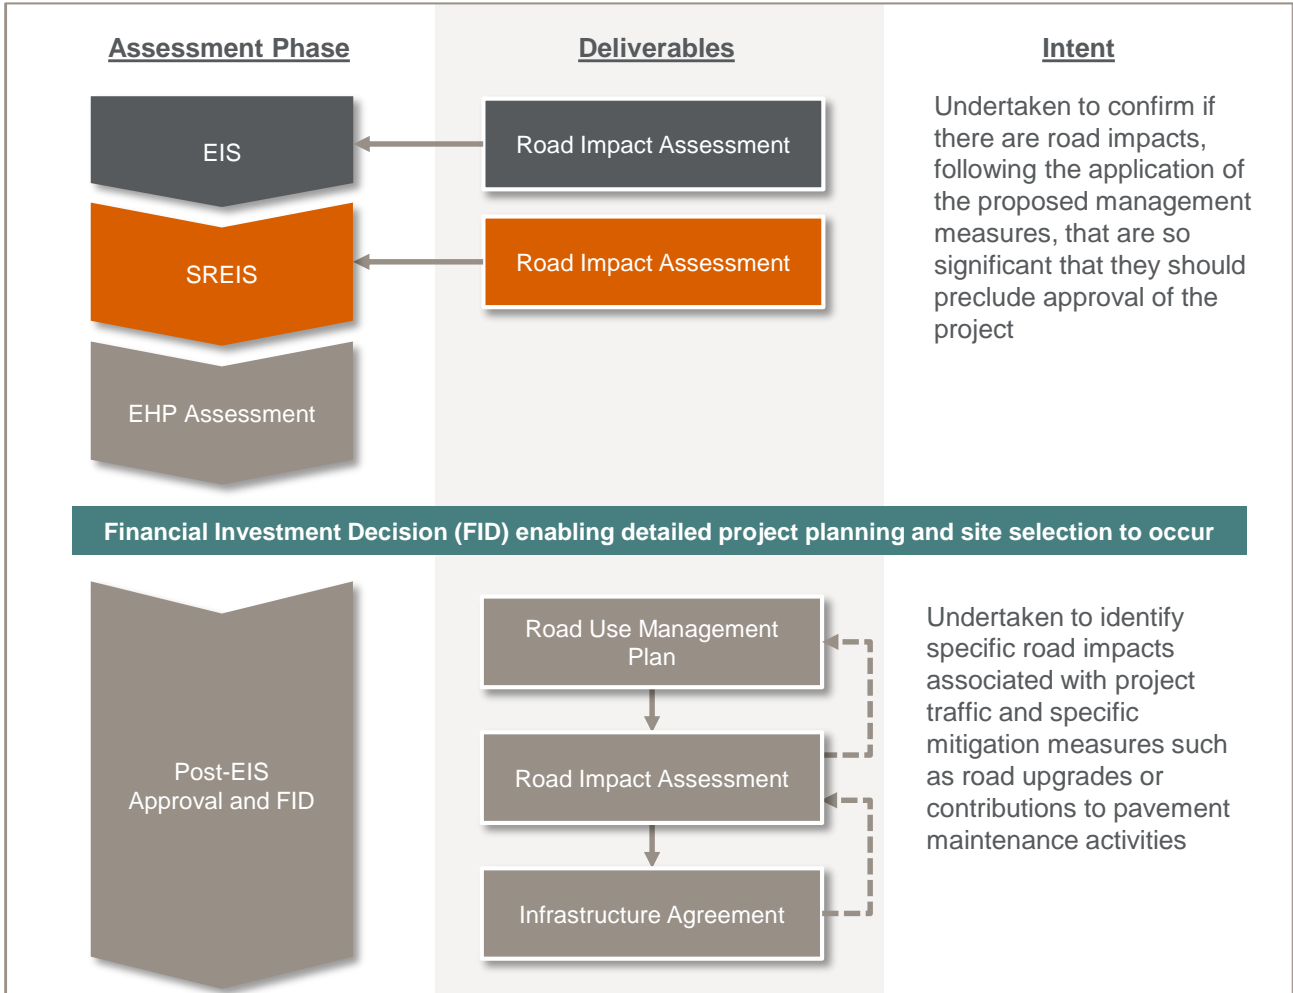 Assessment Phase
Deliverables
Intent
EIS
Road Impact Assessment
Undertaken to confirm if
there are road impacts,
following the application of
the proposed management
measures, that are so
significant that they should
preclude approval of the
project
SREIS
Road Impact Assessment
EHP Assessment
Financial Investment Decision (FID) enabling detailed project planning and site selection to occur
Post-EIS
Approval and FID
Road Use Management
Plan
Road Impact Assessment
Infrastructure Agreement
Undertaken to identify
specific road impacts
associated with project
traffic and specific
mitigation measures such
as road upgrades or
contributions to pavement
maintenance activities